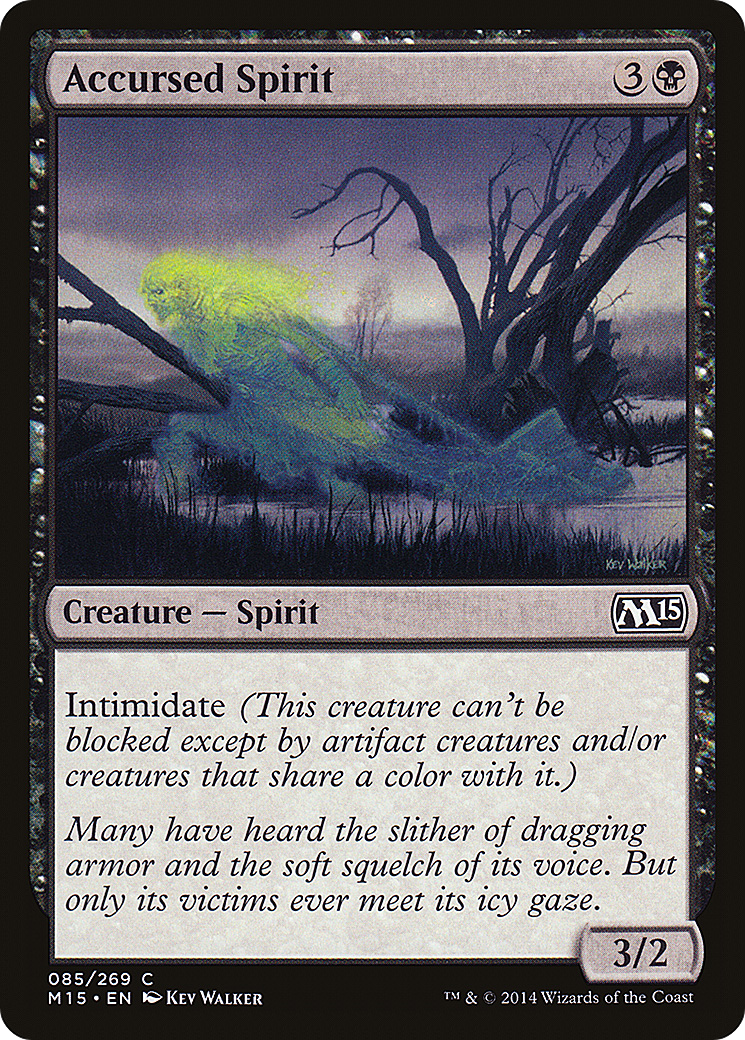 Accursed Spirit 3
KEV WALKER
Creature — Spirit M15
Intimidate (This creature can't be
blocked except by artifact creatures and/or
creatures that share a color with it.)
Many have heard the slither of dragging
armor and the soft squelch of its voice. But
only its victims ever meet its icy gaze.
3/2
085/269 C
M15 • EN KEV WALKER ™ & © 2014 Wizards of the Coast